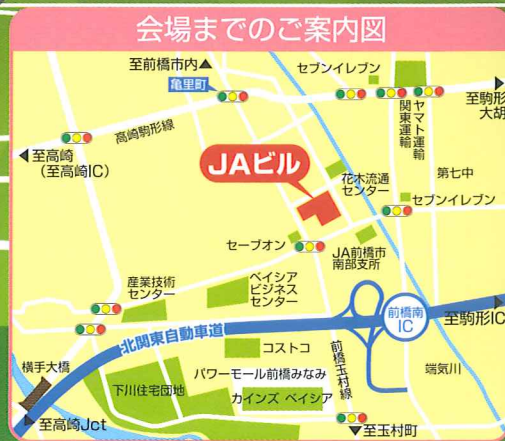 会場までのご案内図
至前橋市内▲
セブンイレブン
亀里町
至駒形
大胡
関東運輸
ヤマト運輸
高崎駒形線
◀至高崎
(至高崎IC)
JAビル
花木流通
センター
第七中
セブンイレブン
セーブオン
JA前橋市
南部支所
産業技術
センター
ベイシア
ビジネス
センター
前橋南
IC
至駒形IC
北関東自動車道
コストコ
前橋玉村線
横手大橋
パワーモール前橋みなみ
端気川
下川住宅団地
カインズ ベイシア
至高崎Jct
▼至玉村町